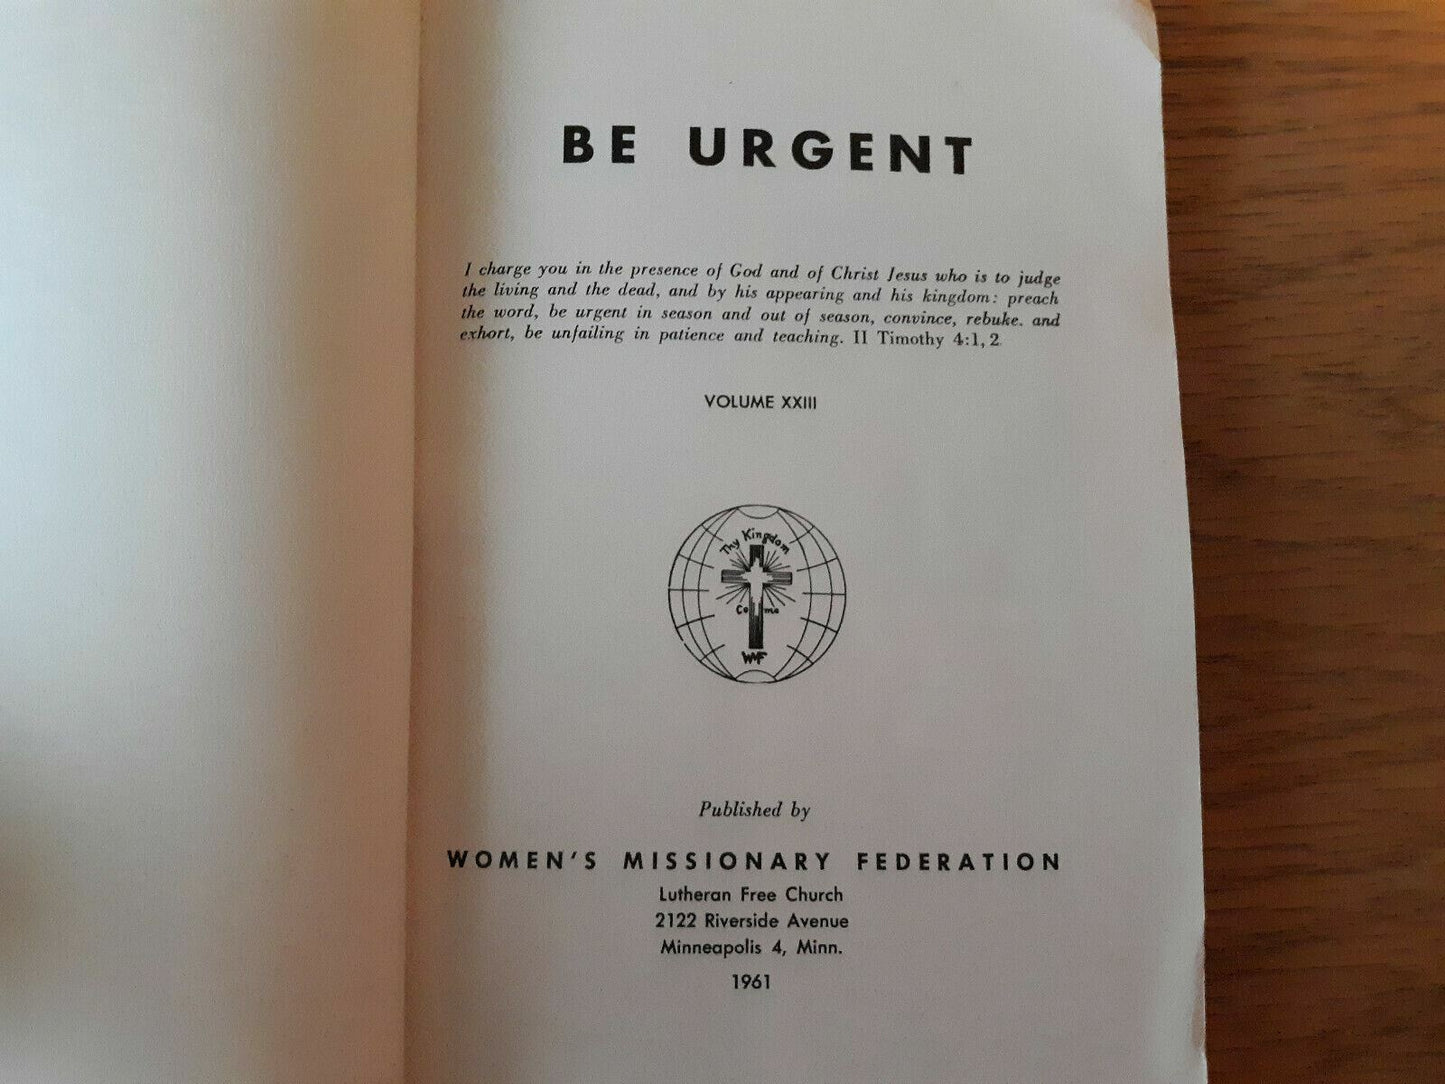 BE URGENT
I charge you in the presence of God and of Christ Jesus who is to judge
the living and the dead, and by his appearing and his kingdom: preach
the word, be urgent in season and out of season, convince, rebuke. and
exhort, be unfailing in patience and teaching. II Timothy 4:1, 2
VOLUME XXIII
Thy Kingdom
Come
WMF
Published by
WOMEN'S MISSIONARY FEDERATION
Lutheran Free Church
2122 Riverside Avenue
Minneapolis 4, Minn.
1961